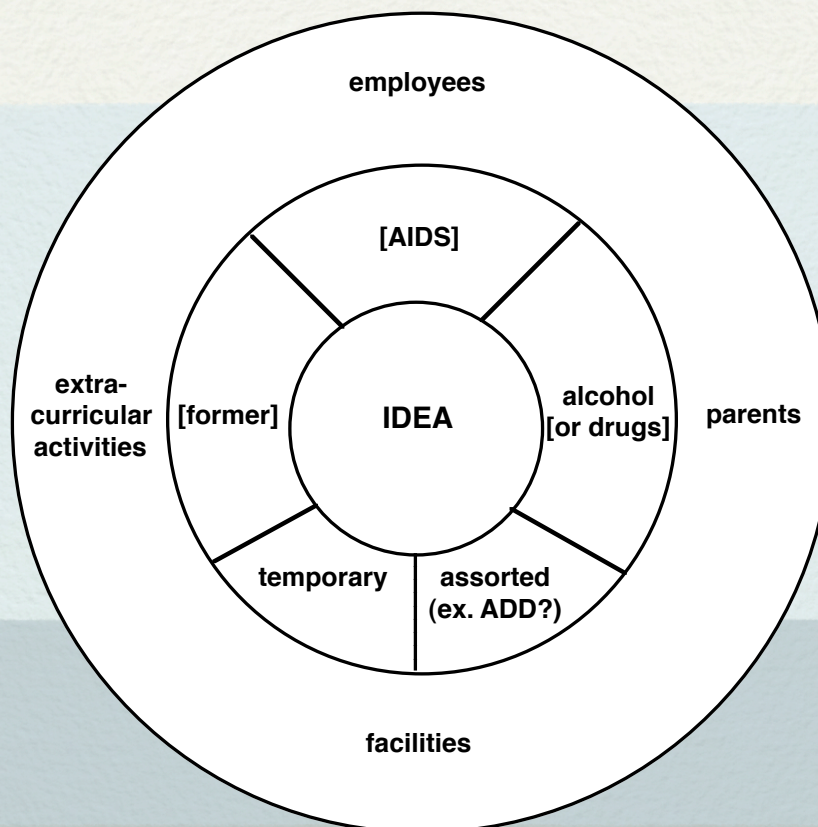 employees
[AIDS]
extra-
curricular
activities
[former]
IDEA
alcohol
[or drugs]
parents
temporary
assorted
(ex. ADD?)
facilities